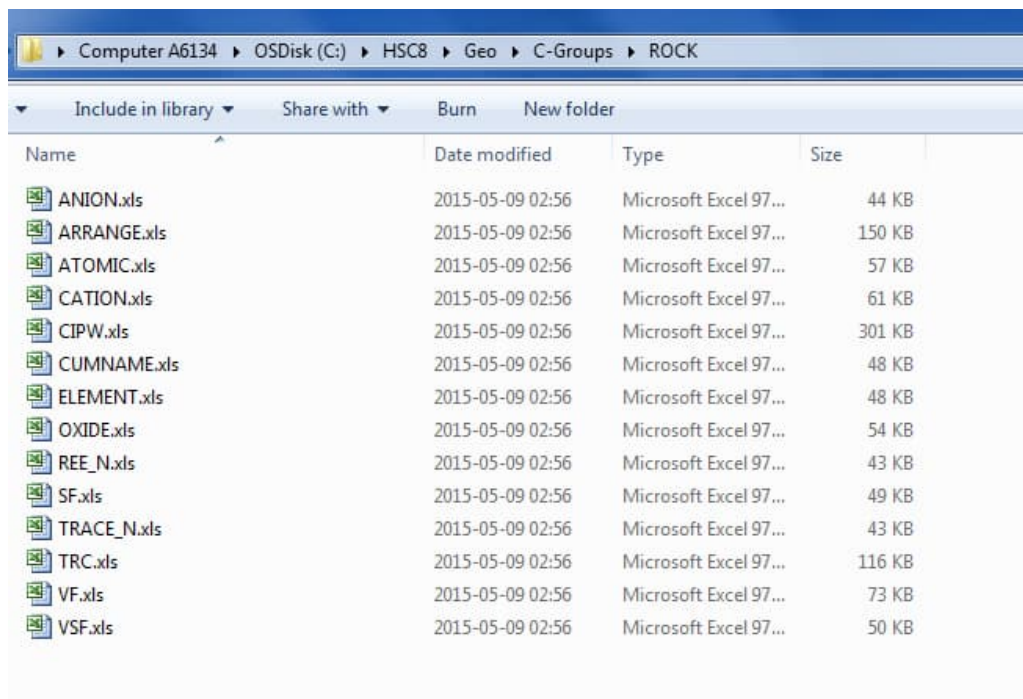 Computer A6134 OSDisk (C:) HSC8 Geo C-Groups ROCK
Include in library Share with Burn New folder
Name Date modified Type Size
ANION.xls 2015-05-09 02:56 Microsoft Excel 97... 44 KB
ARRANGE.xls 2015-05-09 02:56 Microsoft Excel 97... 150 KB
ATOMIC.xls 2015-05-09 02:56 Microsoft Excel 97... 57 KB
CATION.xls 2015-05-09 02:56 Microsoft Excel 97... 61 KB
CIPW.xls 2015-05-09 02:56 Microsoft Excel 97... 301 KB
CUMNAME.xls 2015-05-09 02:56 Microsoft Excel 97... 48 KB
ELEMENT.xls 2015-05-09 02:56 Microsoft Excel 97... 48 KB
OXIDE.xls 2015-05-09 02:56 Microsoft Excel 97... 54 KB
REE_N.xls 2015-05-09 02:56 Microsoft Excel 97... 43 KB
SF.xls 2015-05-09 02:56 Microsoft Excel 97... 49 KB
TRACE_N.xls 2015-05-09 02:56 Microsoft Excel 97... 43 KB
TRC.xls 2015-05-09 02:56 Microsoft Excel 97... 116 KB
VF.xls 2015-05-09 02:56 Microsoft Excel 97... 73 KB
VSF.xls 2015-05-09 02:56 Microsoft Excel 97... 50 KB